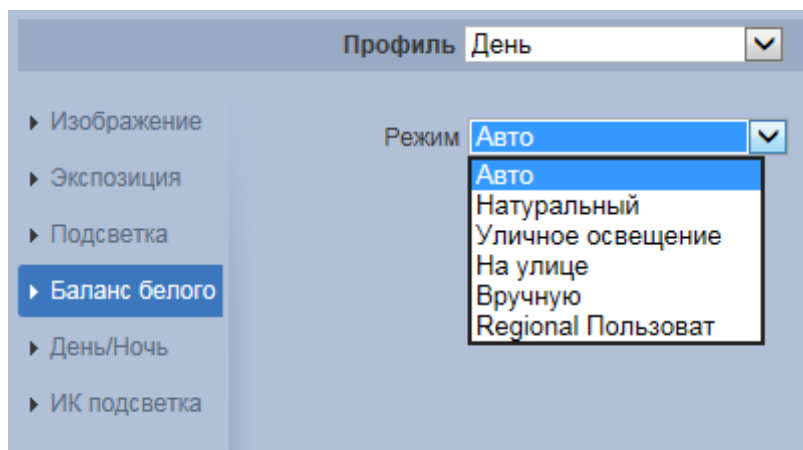 Профиль День
Изображение
Режим Авто
Экспозиция
Авто
Натуральный
Подсветка
Уличное освещение
На улице
Баланс белого
Вручную
Regional Пользоват
День/Ночь
ИК подсветка